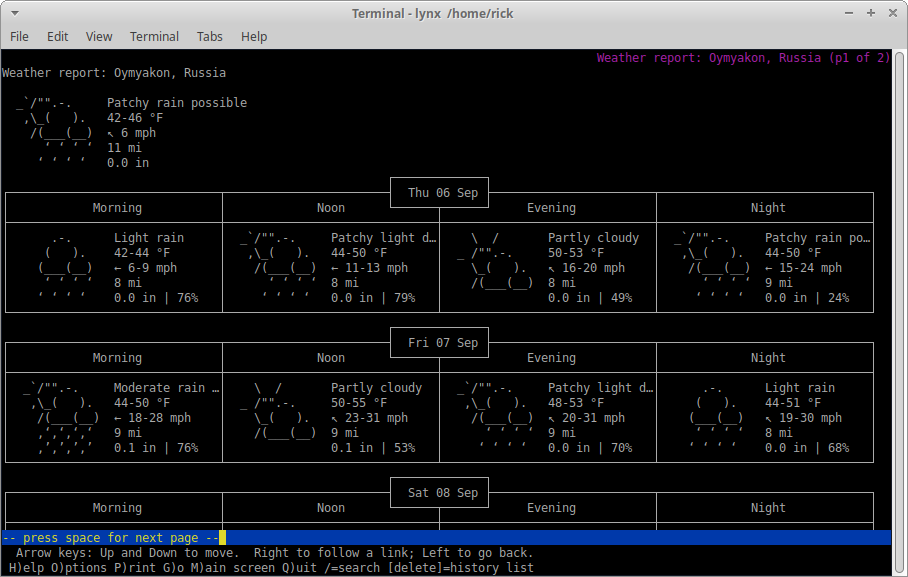 Terminal - lynx /home/rick
File Edit View Terminal Tabs Help
Weather report: Oymyakon, Russia (p1 of 2)
Weather report: Oymyakon, Russia
Patchy rain possible
42-46 °F
↖ 6 mph
11 mi
0.0 in
Thu 06 Sep
Morning Noon Evening Night
Light rain Patchy light d… Partly cloudy Patchy rain po…
42-44 °F 44-50 °F 50-53 °F 44-50 °F
← 6-9 mph ← 11-13 mph ↖ 16-20 mph ← 15-24 mph
8 mi 8 mi 8 mi 9 mi
0.0 in | 76% 0.0 in | 79% 0.0 in | 49% 0.0 in | 24%
Fri 07 Sep
Morning Noon Evening Night
Moderate rain … Partly cloudy Patchy light d… Light rain
44-50 °F 50-55 °F 48-53 °F 44-51 °F
← 18-28 mph ↖ 23-31 mph ↖ 20-31 mph ↖ 19-30 mph
9 mi 9 mi 9 mi 8 mi
0.1 in | 76% 0.1 in | 53% 0.0 in | 70% 0.0 in | 68%
Sat 08 Sep
Morning Noon Evening Night
-- press space for next page --
Arrow keys: Up and Down to move.  Right to follow a link; Left to go back.
H)elp O)ptions P)rint G)o M)ain screen Q)uit /=search [delete]=history list